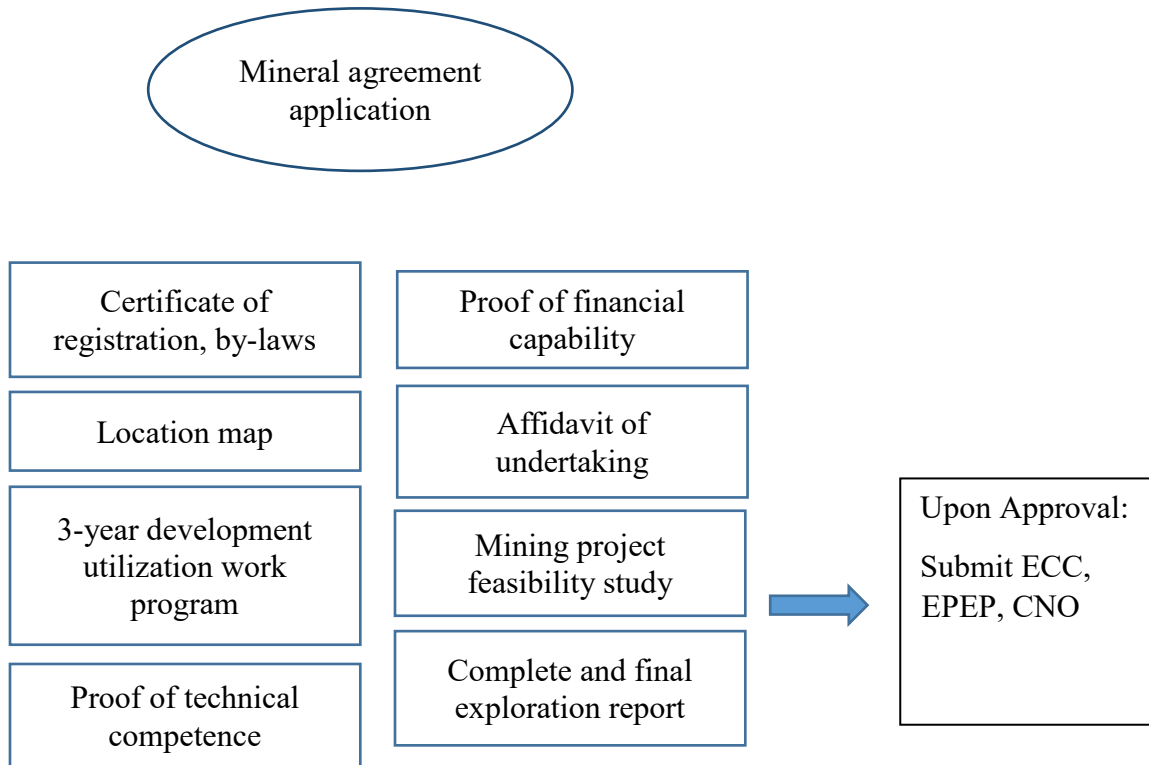 Mineral agreement
application
Certificate of
registration, by-laws
Location map
3-year development
utilization work
program
Proof of technical
competence
Proof of financial
capability
Affidavit of
undertaking
Mining project
feasibility study
Complete and final
exploration report
Upon Approval:
Submit ECC,
EPEP, CNO